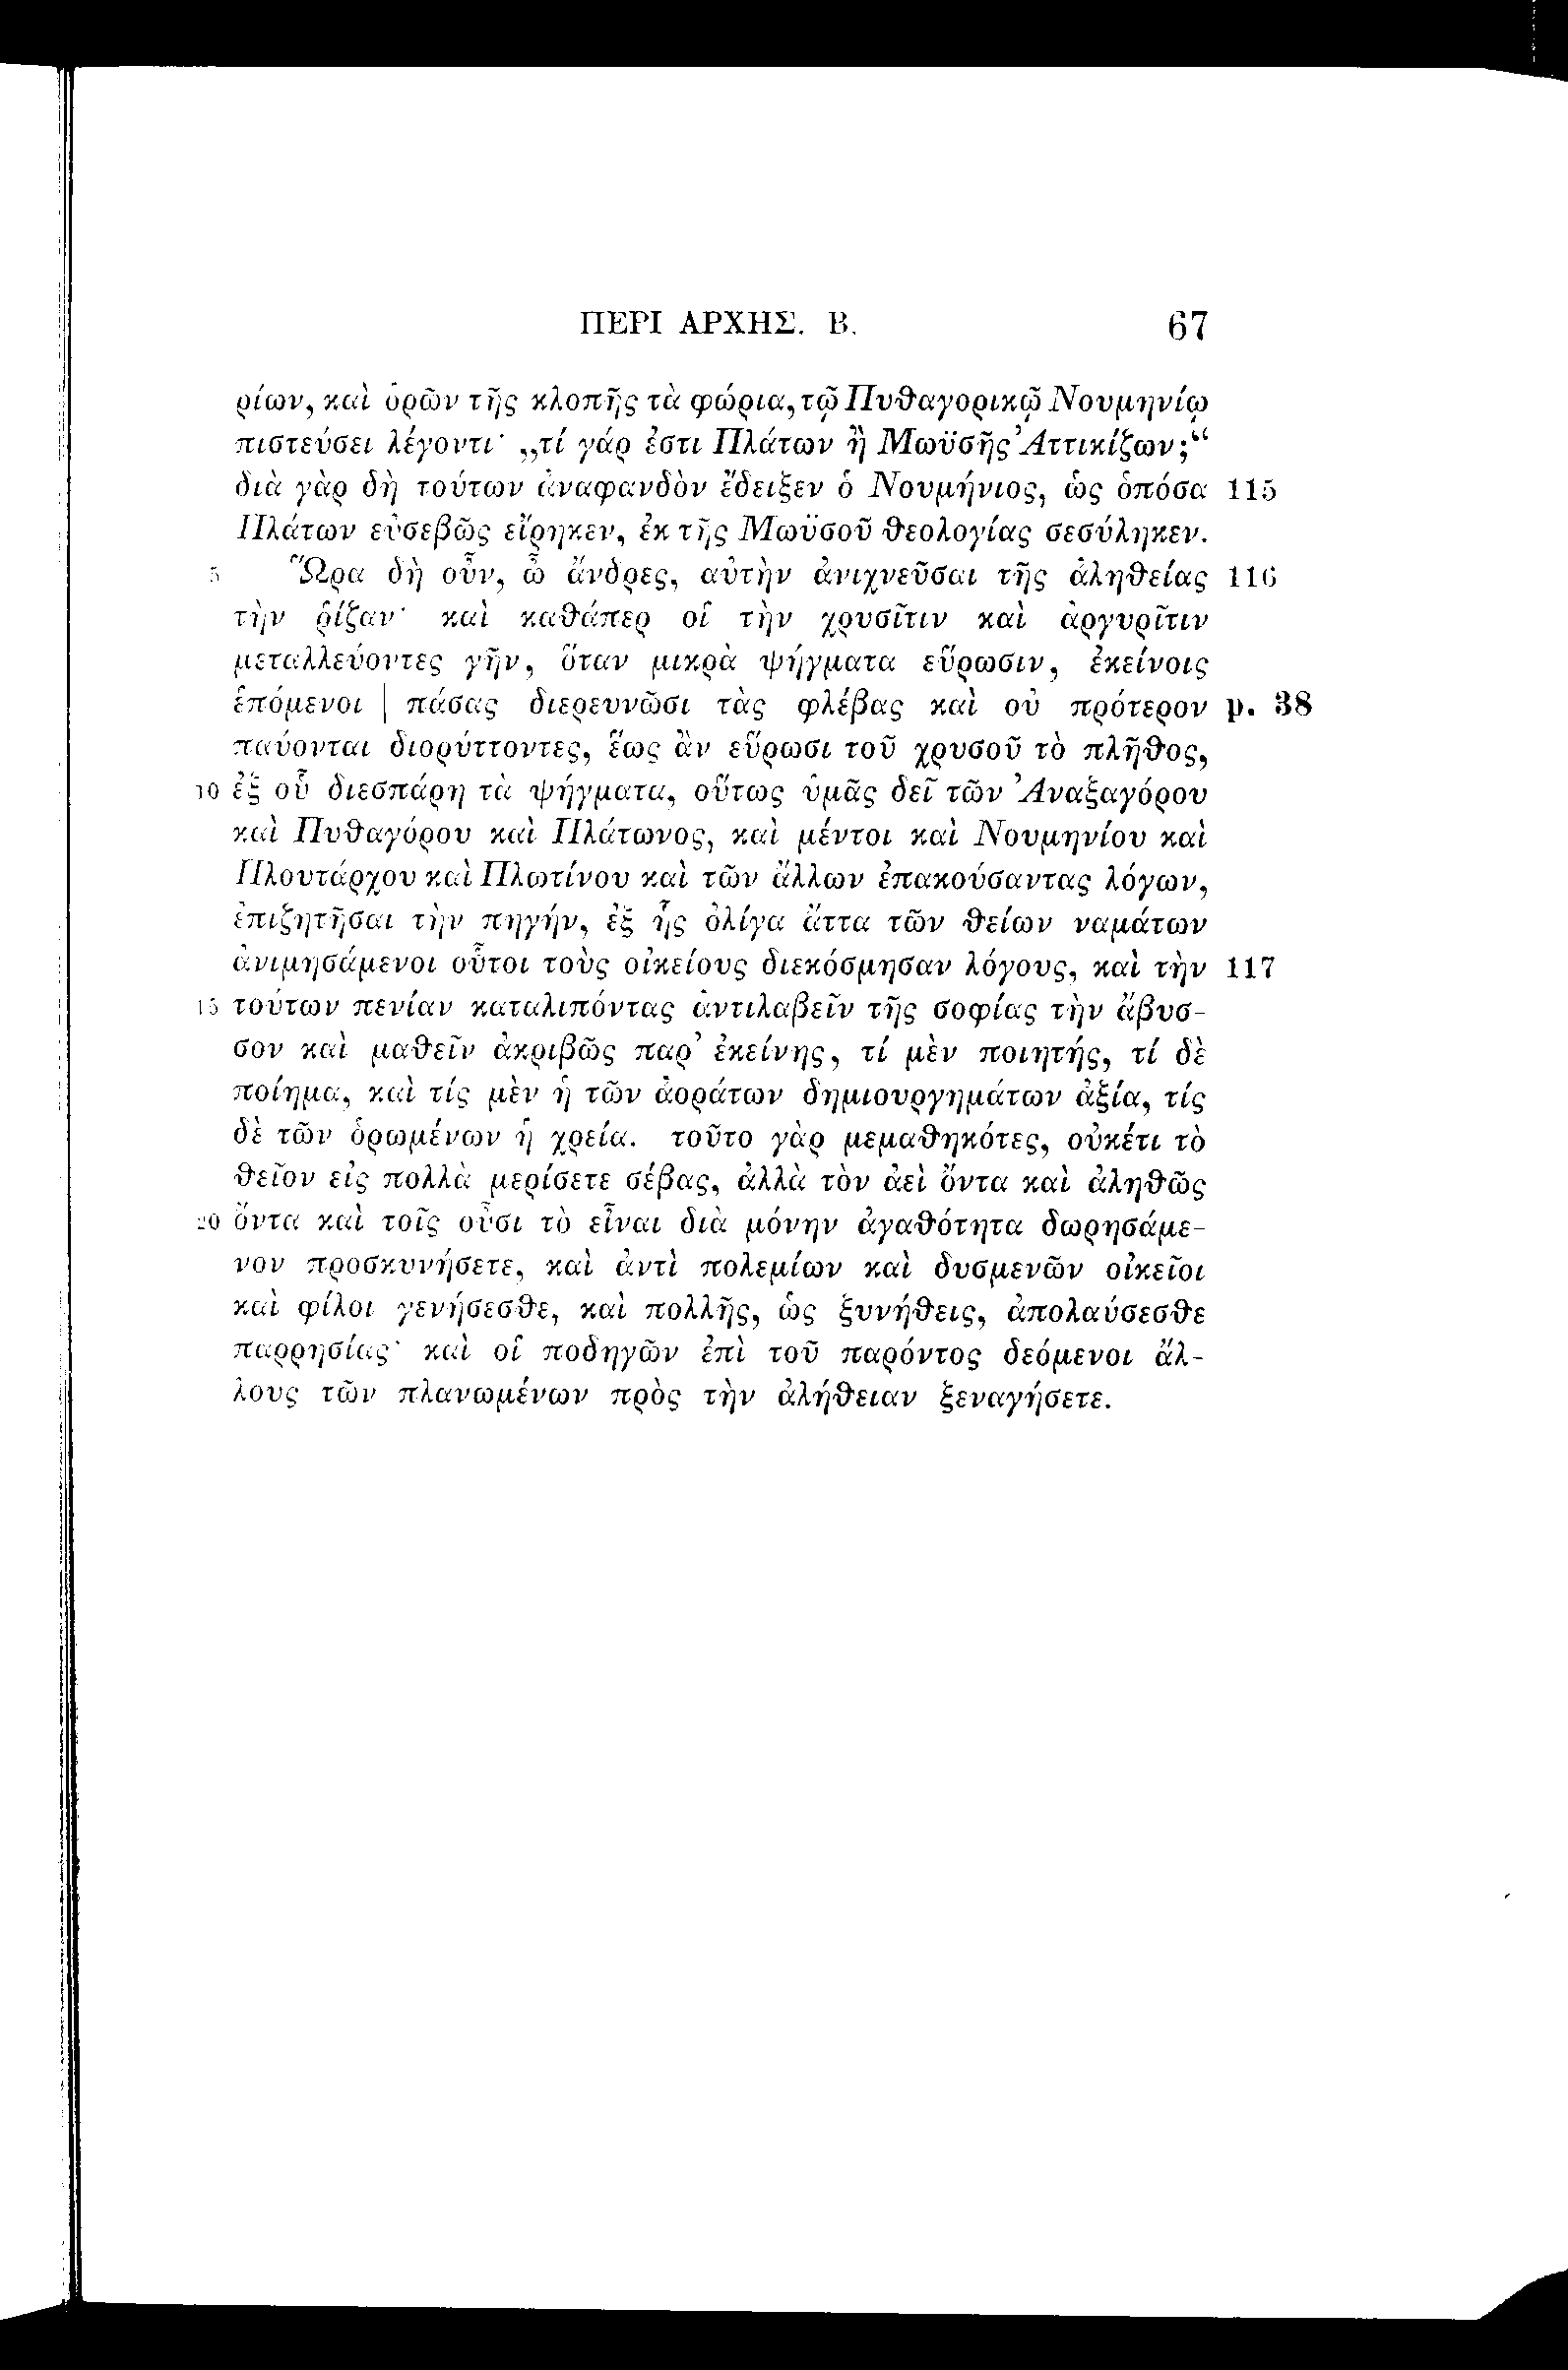 ΠΕΡΙ ΑΡΧΗΣ. Β. 67
ρίων, καὶ ὁρῶν τῆς κλοπῆς τὰ φώρια, τῷ Πυθαγορικῷ Νουμηνίῳ
πιστεύσει λέγοντι· „τί γάρ ἐστι Πλάτων ἢ Μωϋσῆς Ἀττικίζων;“
διὰ γὰρ δὴ τούτων ἀναφανδὸν ἔδειξεν ὁ Νουμήνιος, ὡς ὁπόσα 115
Πλάτων εὐσεβῶς εἴρηκεν, ἐκ τῆς Μωϋσοῦ θεολογίας σεσύληκεν.
5 Ὥρα δὴ οὖν, ὦ ἄνδρες, αὐτὴν ἀνιχνεῦσαι τῆς ἀληθείας 116
τὴν ῥίζαν· καὶ καθάπερ οἱ τὴν χρυσῖτιν καὶ ἀργυρῖτιν
μεταλλεύοντες γῆν, ὅταν μικρὰ ψήγματα εὕρωσιν, ἐκείνοις
ἑπόμενοι | πάσας διερευνῶσι τὰς φλέβας καὶ οὐ πρότερον p. 38
παύονται διορύττοντες, ἕως ἂν εὕρωσι τοῦ χρυσοῦ τὸ πλῆθος,
10 ἐξ οὗ διεσπάρη τὰ ψήγματα, οὕτως ὑμᾶς δεῖ τῶν Ἀναξαγόρου
καὶ Πυθαγόρου καὶ Πλάτωνος, καὶ μέντοι καὶ Νουμηνίου καὶ
Πλουτάρχου καὶ Πλωτίνου καὶ τῶν ἄλλων ἐπακούσαντας λόγων,
ἐπιζητῆσαι τὴν πηγήν, ἐξ ἧς ὀλίγα ἄττα τῶν θείων ναμάτων
ἀνιμησάμενοι οὗτοι τοὺς οἰκείους διεκόσμησαν λόγους, καὶ τὴν 117
15 τούτων πενίαν καταλιπόντας ἀντιλαβεῖν τῆς σοφίας τὴν ἄβυσ-
σον καὶ μαθεῖν ἀκριβῶς παρ’ ἐκείνης, τί μὲν ποιητής, τί δὲ
ποίημα, καὶ τίς μὲν ἡ τῶν ἀοράτων δημιουργημάτων ἀξία, τίς
δὲ τῶν ὁρωμένων ἡ χρεία. τοῦτο γὰρ μεμαθηκότες, οὐκέτι τὸ
θεῖον εἰς πολλὰ μερίσετε σέβας, ἀλλὰ τὸν ἀεὶ ὄντα καὶ ἀληθῶς
20 ὄντα καὶ τοῖς οὖσι τὸ εἶναι διὰ μόνην ἀγαθότητα δωρησάμε-
νον προσκυνήσετε, καὶ ἀντὶ πολεμίων καὶ δυσμενῶν οἰκεῖοι
καὶ φίλοι γενήσεσθε, καὶ πολλῆς, ὡς ξυνήθεις, ἀπολαύσεσθε
παρρησίας· καὶ οἱ ποδηγῶν ἐπὶ τοῦ παρόντος δεόμενοι ἄλ-
λους τῶν πλανωμένων πρὸς τὴν ἀλήθειαν ξεναγήσετε.